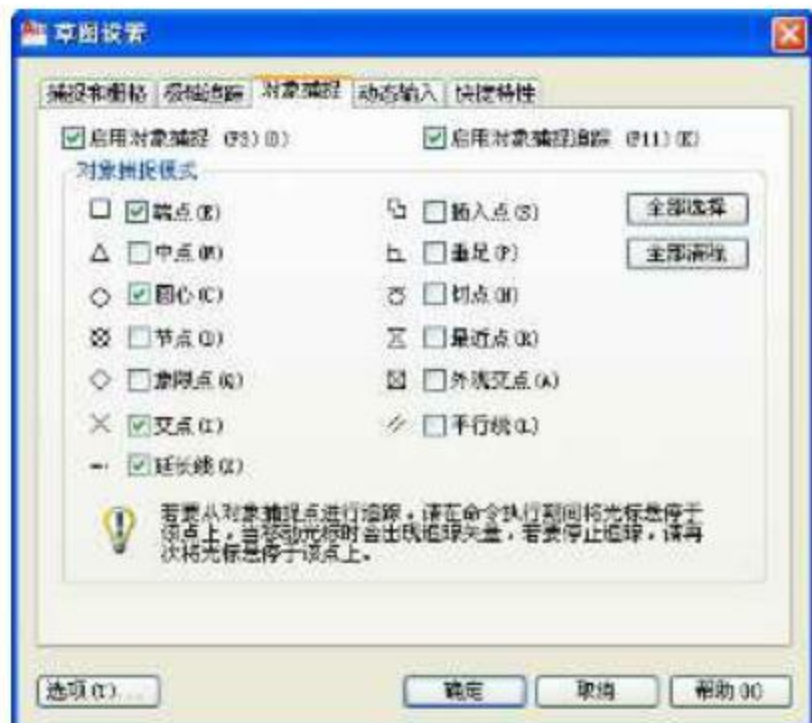 草图设置
捕捉和栅格 极轴追踪 对象捕捉 动态输入 快捷特性
启用对象捕捉 (F3)(O) 启用对象捕捉追踪 (F11)(K)
对象捕捉模式
端点(E) 插入点(S) 全部选择
中点(M) 垂足(P) 全部清除
圆心(C) 切点(N)
节点(D) 最近点(R)
象限点(Q) 外观交点(A)
交点(I) 平行线(L)
延长线(X)
若要从对象捕捉点进行追踪，请在命令执行期间将光标悬停于
该点上，当移动光标时会出现追踪矢量，若要停止追踪，请再
次将光标悬停于该点上。
选项(T)... 确定 取消 帮助(H)